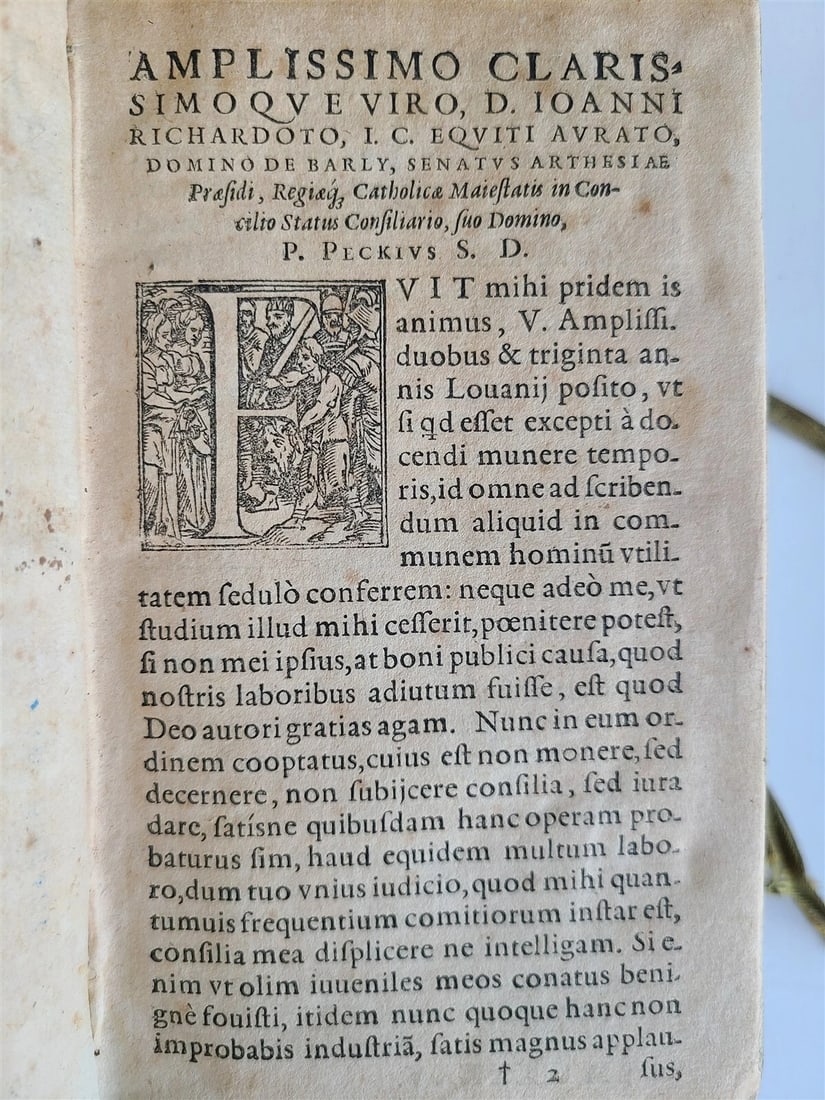 AMPLISSIMO CLARIS-
SIMOQVE VIRO, D. IOANNI
RICHARDOTO, I. C. EQVITI AVRATO,
DOMINO DE BARLY, SENATVS ARTHESIAE
Præſidi, Regiæq́ꝫ Catholicæ Maieſtatis in Con-
cilio Status Conſiliario, ſuo Domino,
P. PECKIVS S. D.
FVIT mihi pridem is
animus, V. Ampliſſi.
duobus & triginta an-
nis Louanij poſito, vt
ſi qd eſſet excepti à do-
cendi munere tempo-
ris, id omne ad ſcriben-
dum aliquid in com-
munem hominū vtili-
tatem ſedulò conferrem: neque adeò me, vt
ſtudium illud mihi ceſſerit, pœnitere poteſt,
ſi non mei ipſius, at boni publici cauſa, quod
noſtris laboribus adiutum fuiſſe, eſt quod
Deo autori gratias agam. Nunc in eum or-
dinem cooptatus, cuius eſt non monere, ſed
decernere, non ſubijcere conſilia, ſed iura
dare, ſatísne quibuſdam hanc operam pro-
baturus ſim, haud equidem multum labo-
ro, dum tuo vnius iudicio, quod mihi quan-
tumuis frequentium comitiorum inſtar eſt,
conſilia mea diſplicere ne intelligam. Si e-
nim vt olim iuueniles meos conatus beni-
gnè fouiſti, itidem nunc quoque hanc non
improbabis induſtriā, ſatis magnus applau-
† 2 ſus,